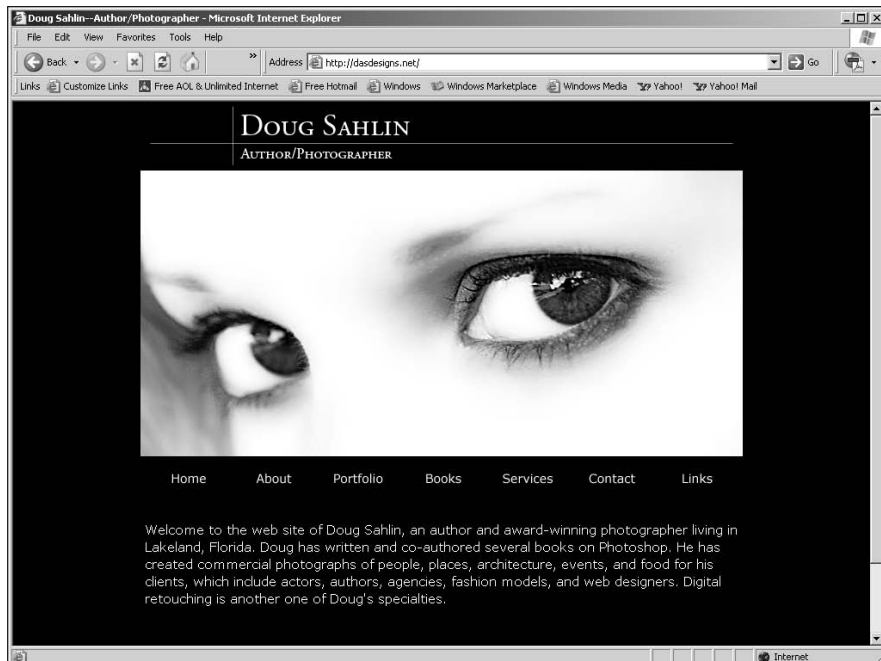 Doug Sahlin--Author/Photographer - Microsoft Internet Explorer
File Edit View Favorites Tools Help
Back » Address http://dasdesigns.net/ Go
Links Customize Links Free AOL & Unlimited Internet Free Hotmail Windows Windows Marketplace Windows Media Yahoo! Yahoo! Mail
Doug Sahlin
Author/Photographer
Home About Portfolio Books Services Contact Links
Welcome to the web site of Doug Sahlin, an author and award-winning photographer living in
Lakeland, Florida. Doug has written and co-authored several books on Photoshop. He has
created commercial photographs of people, places, architecture, events, and food for his
clients, which include actors, authors, agencies, fashion models, and web designers. Digital
retouching is another one of Doug's specialties.
Internet